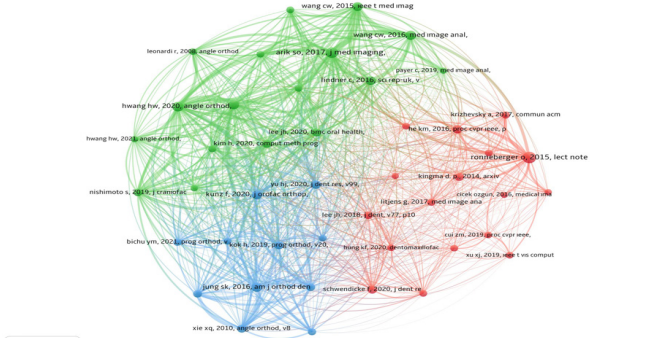 wang cw, 2015, ieee t med imag
wang cw, 2016, med image anal,
leonardi r, 2008, angle orthod
arik so, 2017, j med imaging,
payer c, 2019, med image anal,
lindner c, 2016, sci rep-uk, v
hwang hw, 2020, angle orthod,
krizhevsky a, 2017, commun acm
he km, 2016, proc cvpr ieee, p
lee jh, 2020, bmc oral health,
hwang hw, 2021, angle orthod,
kim h, 2020, comput meth prog
ronneberger o, 2015, lect note
kingma d. p., 2014, arxiv
yu hj, 2020, j dent res, v99,
nishimoto s, 2019, j craniofac
kunz f, 2020, j orofac orthop,
cicek ozgun, 2016, medical ima
litjens g, 2017, med image ana
lee jh, 2018, j dent, v77, p10
cui zm, 2019, proc cvpr ieee,
bichu ym, 2021, prog orthod, v
kok h, 2019, prog orthod, v20,
hung kf, 2020, dentomaxillofac
xu xj, 2019, ieee t vis comput
jung sk, 2016, am j orthod den
schwendicke f, 2020, j dent re
xie xq, 2010, angle orthod, v8